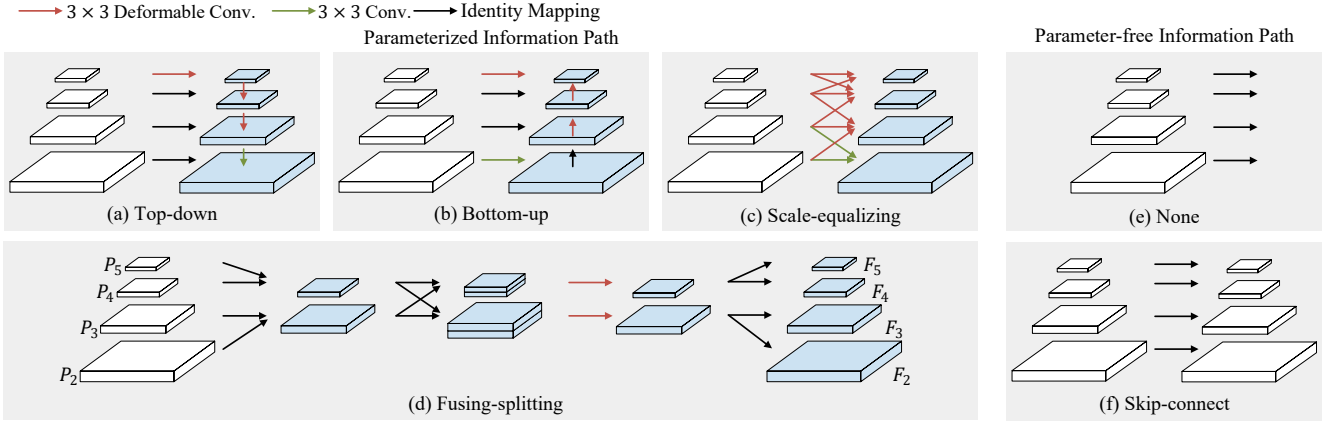 3 × 3 Deformable Conv. 3 × 3 Conv. Identity Mapping
Parameterized Information Path
Parameter-free Information Path
(a) Top-down
(b) Bottom-up
(c) Scale-equalizing
(e) None
P5
P4
P3
P2
F5
F4
F3
F2
(d) Fusing-splitting
(f) Skip-connect